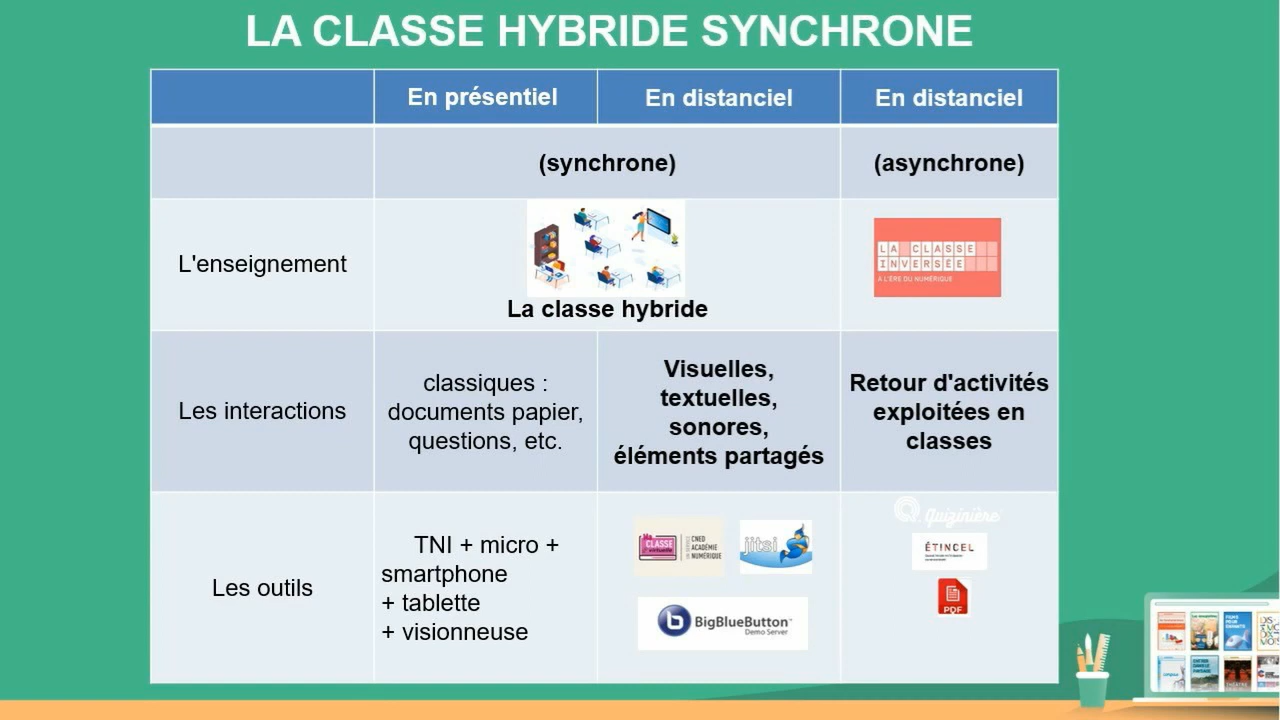 LA CLASSE HYBRIDE SYNCHRONE
En présentiel
En distanciel
En distanciel
(synchrone)
(asynchrone)
L'enseignement
LA CLASSE
INVERSÉE
À L'ÈRE DU NUMÉRIQUE
La classe hybride
Les interactions
classiques :
documents papier,
questions, etc.
Visuelles,
textuelles,
sonores,
éléments partagés
Retour d'activités
exploitées en
classes
Les outils
TNI + micro +
smartphone
+ tablette
+ visionneuse
CLASSE
virtuelle
CNED
ACADÉMIE
NUMÉRIQUE
jitsi
BigBlueButton™
Demo Server
Quizinière
ÉTINCEL
PDF